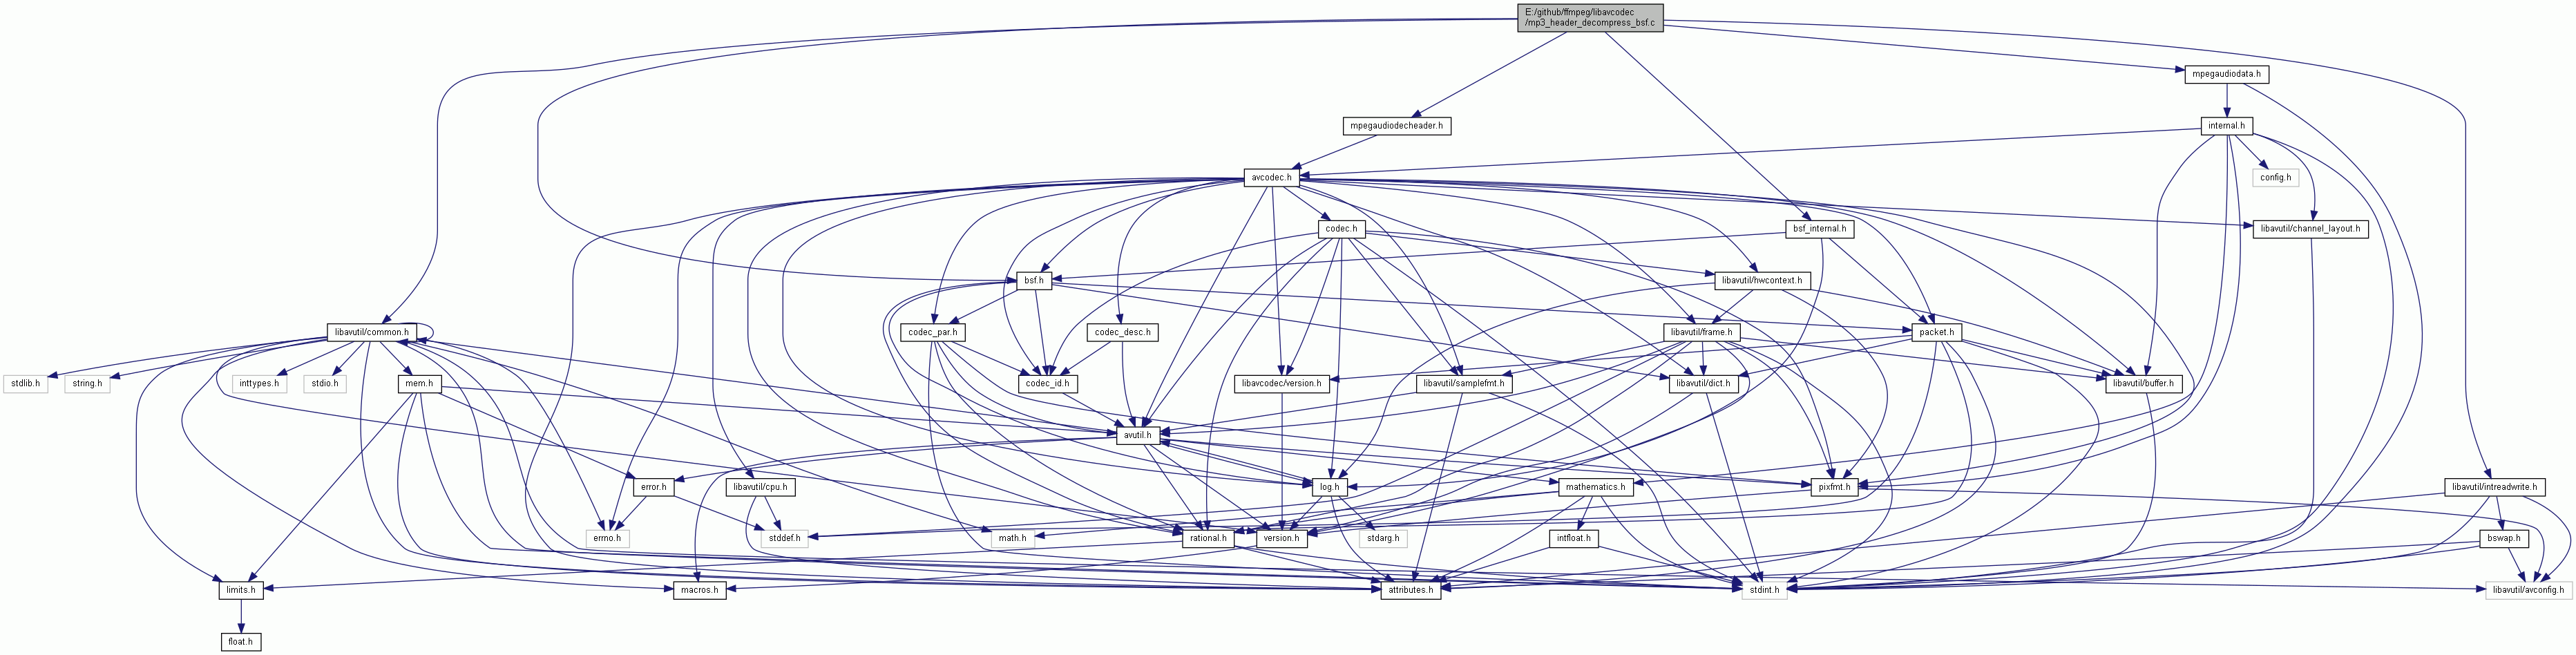 E:/github/ffmpeg/libavcodec
/mp3_header_decompress_bsf.c
mpegaudiodata.h
mpegaudiodecheader.h
internal.h
avcodec.h
config.h
codec.h
bsf_internal.h
libavutil/channel_layout.h
bsf.h
libavutil/hwcontext.h
libavutil/common.h
codec_par.h
codec_desc.h
libavutil/frame.h
packet.h
stdlib.h
string.h
inttypes.h
stdio.h
mem.h
codec_id.h
libavcodec/version.h
libavutil/samplefmt.h
libavutil/dict.h
libavutil/buffer.h
avutil.h
error.h
libavutil/cpu.h
log.h
mathematics.h
pixfmt.h
libavutil/intreadwrite.h
errno.h
stddef.h
math.h
rational.h
version.h
stdarg.h
intfloat.h
bswap.h
limits.h
macros.h
attributes.h
stdint.h
libavutil/avconfig.h
float.h